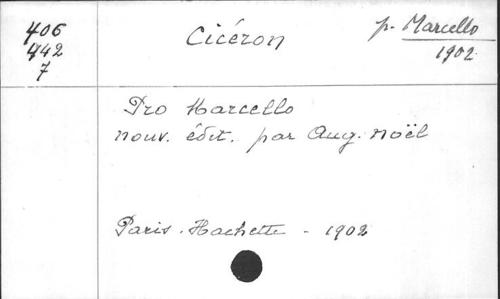 406
442
7
Cicéron
p. Marcello
1902
Pro Marcello
nouv. édit. par Aug. Noël
Paris. Hachette - 1902